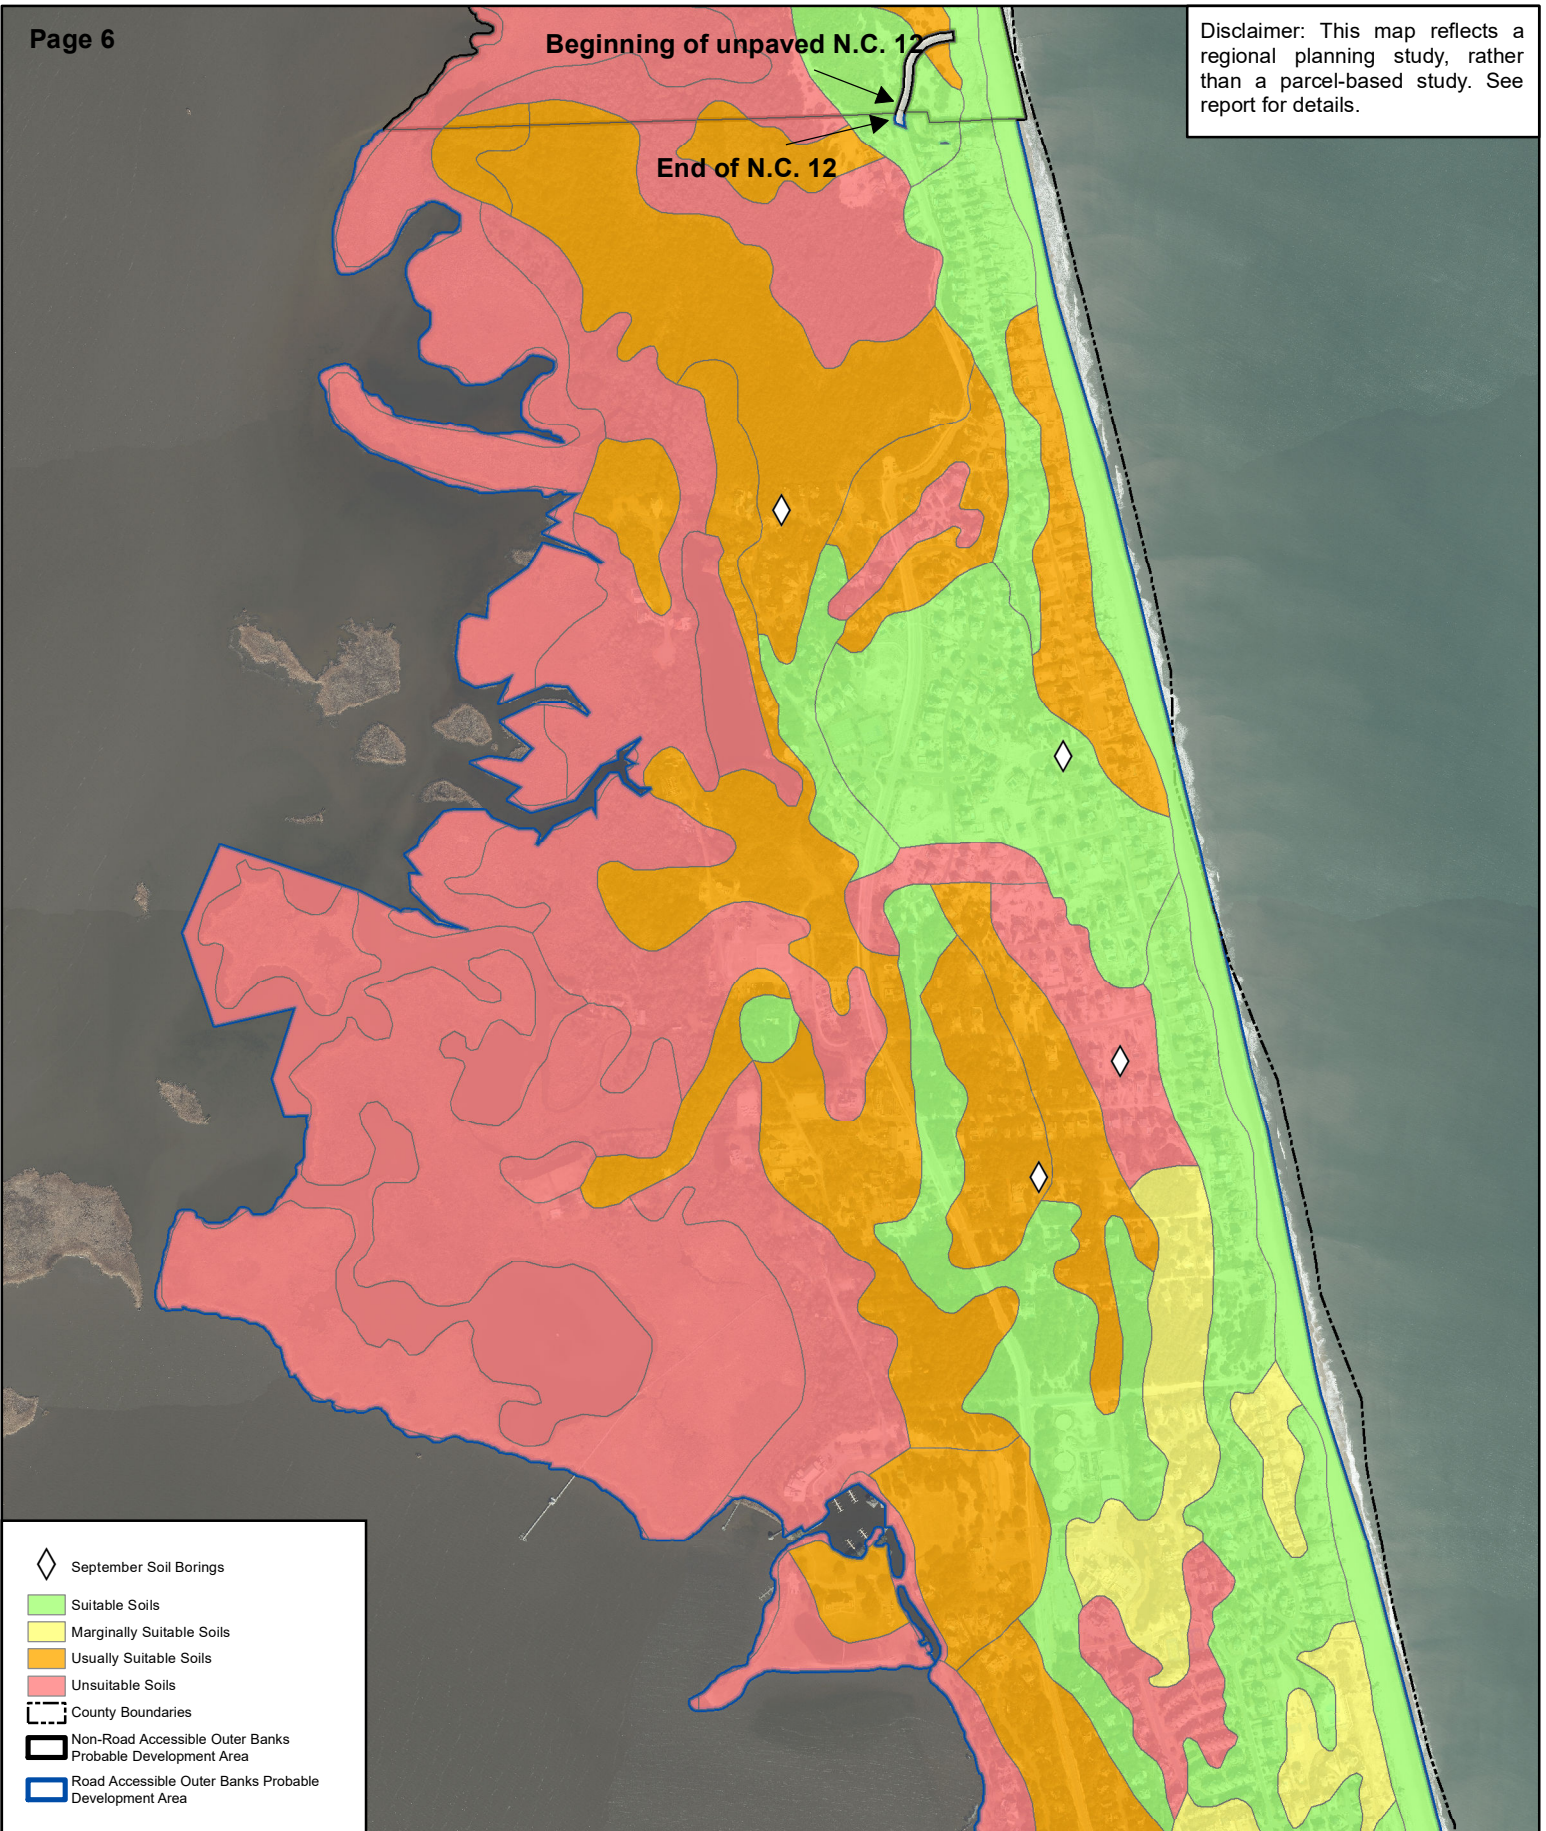 Page 6
Beginning of unpaved N.C. 12
Disclaimer: This map reflects a
regional planning study, rather
than a parcel-based study. See
report for details.
End of N.C. 12
September Soil Borings
Suitable Soils
Marginally Suitable Soils
Usually Suitable Soils
Unsuitable Soils
County Boundaries
Non-Road Accessible Outer Banks
Probable Development Area
Road Accessible Outer Banks Probable
Development Area